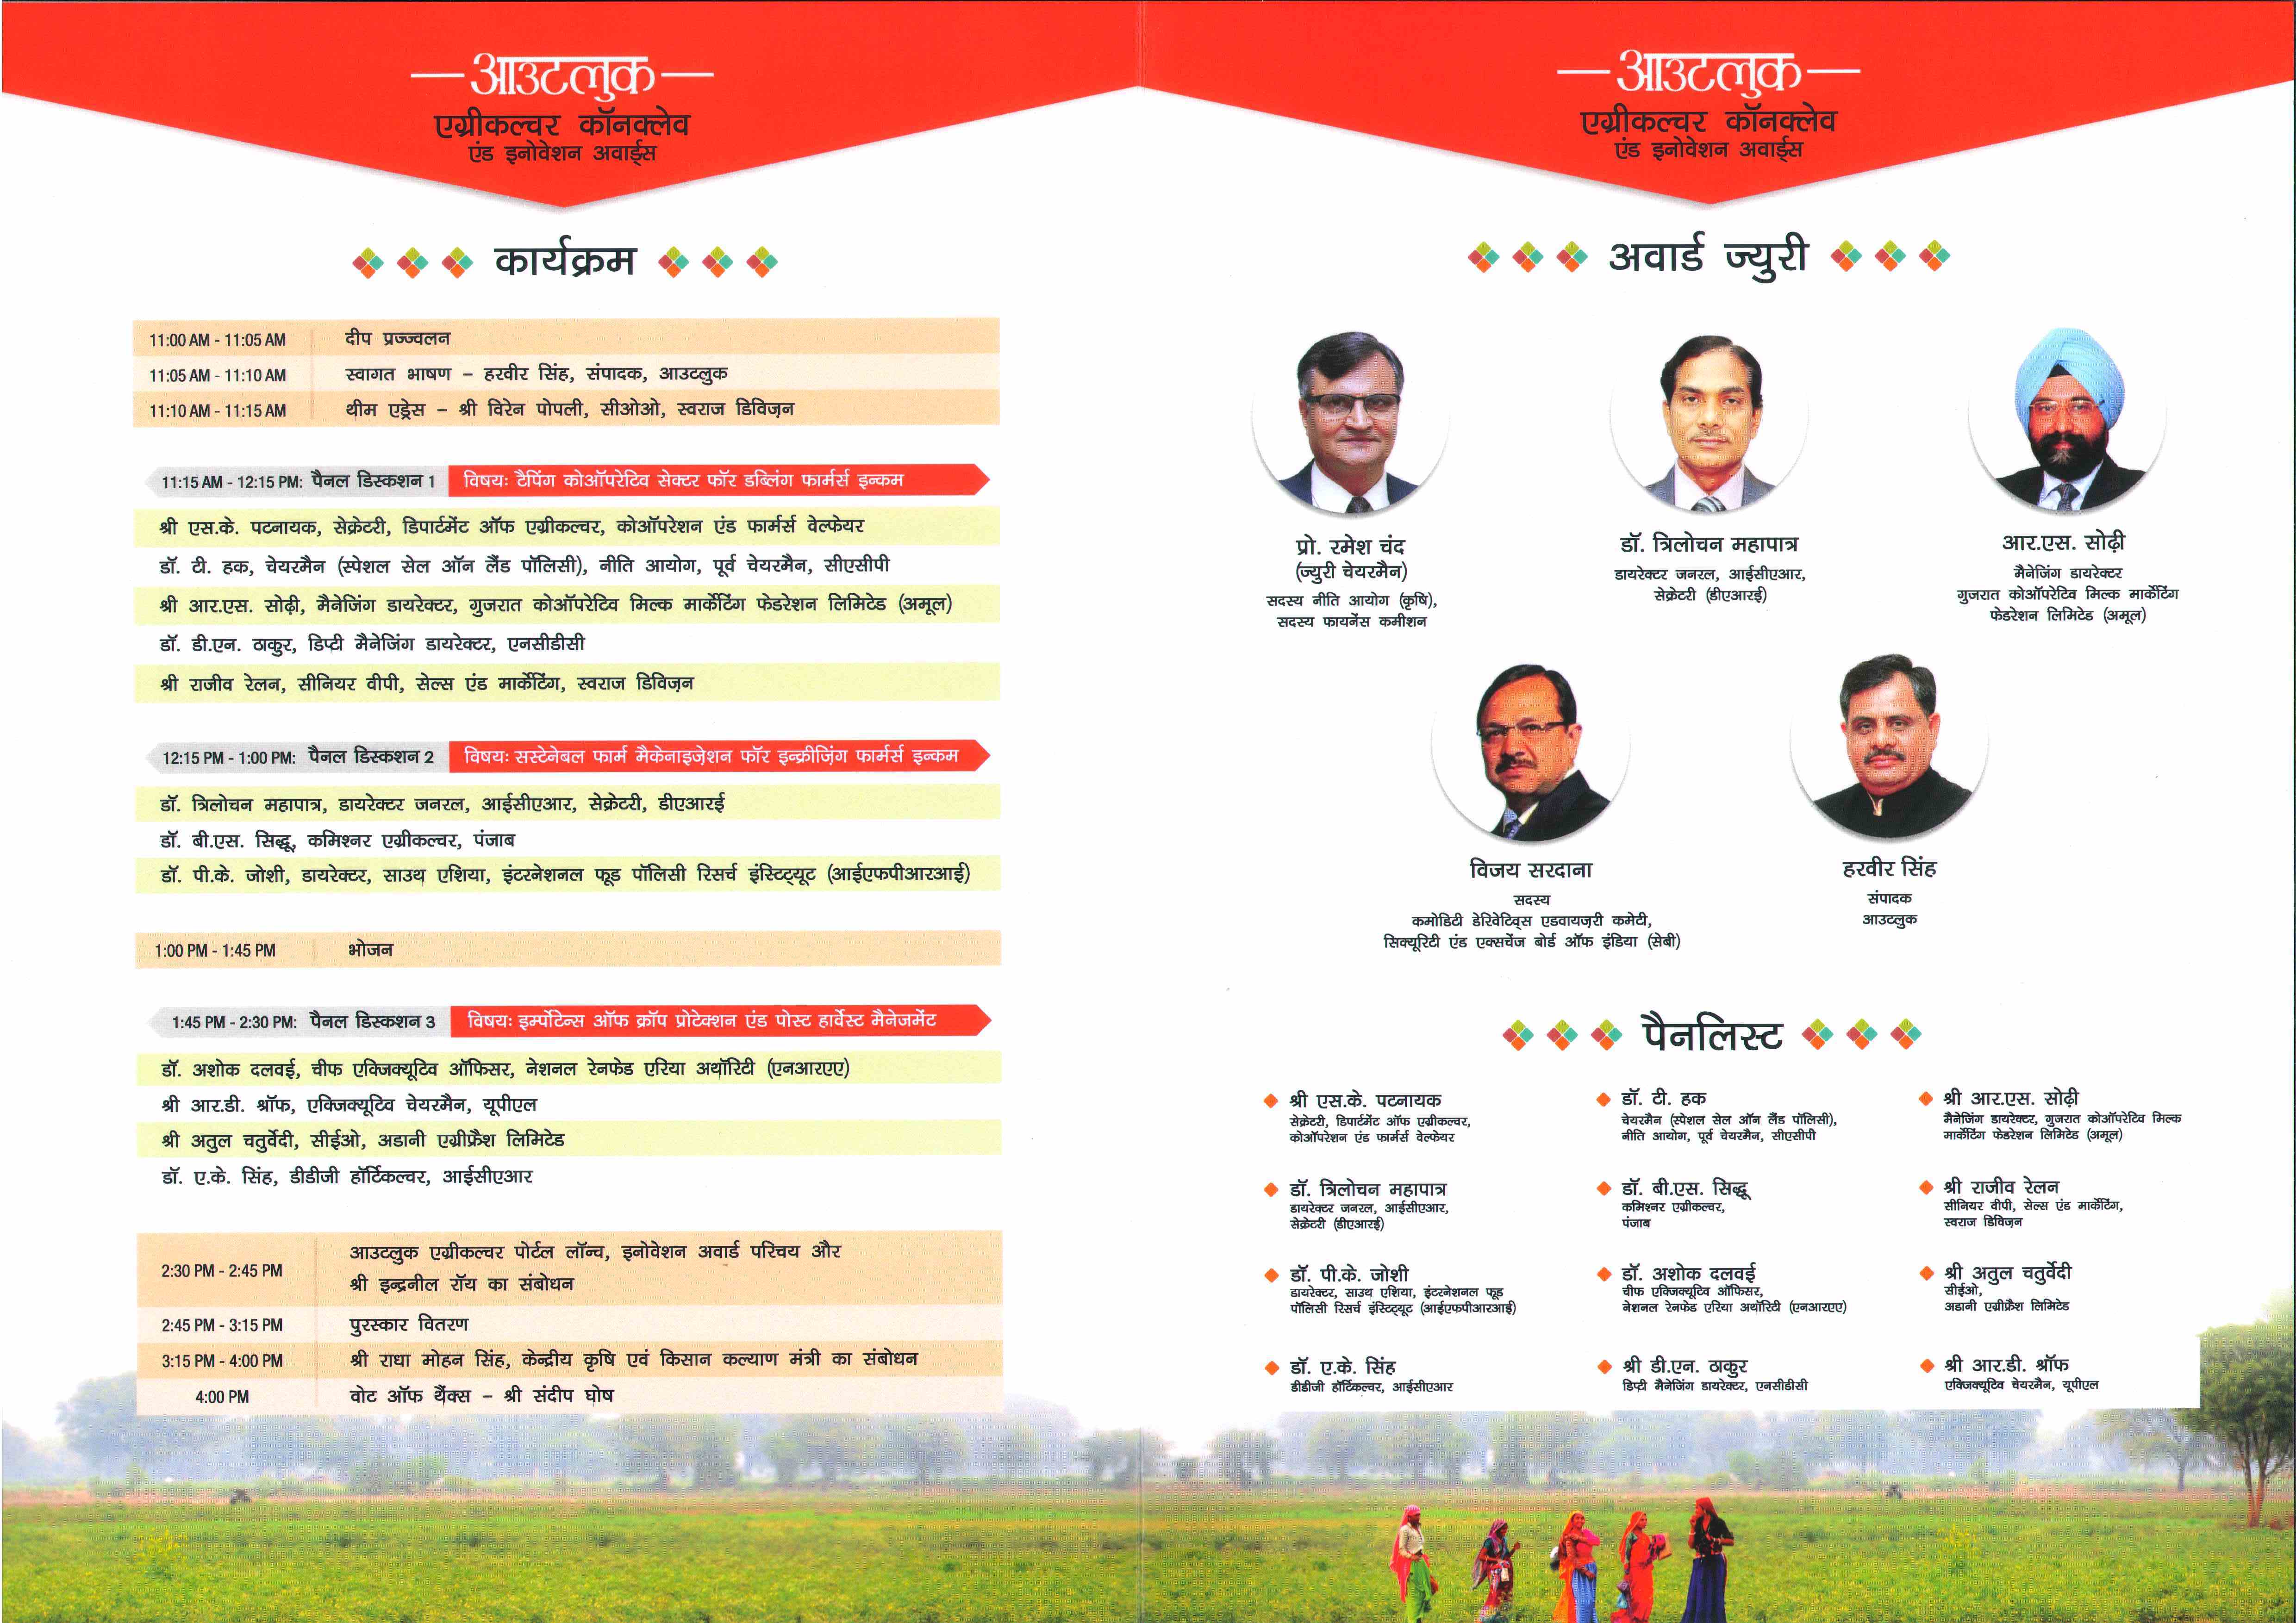 आउटलुक
एग्रीकल्चर कॉनक्लेव
एंड इनोवेशन अवार्ड्स
कार्यक्रम
11:00 AM - 11:05 AM दीप प्रज्ज्वलन
11:05 AM - 11:10 AM स्वागत भाषण – हरवीर सिंह, संपादक, आउटलुक
11:10 AM - 11:15 AM थीम एड्रेस – श्री विरेन पोपली, सीओओ, स्वराज डिविज़न
11:15 AM - 12:15 PM: पैनल डिस्कशन 1 विषयः टैपिंग कोऑपरेटिव सेक्टर फॉर डब्लिंग फार्मर्स इन्कम
श्री एस.के. पटनायक, सेक्रेटरी, डिपार्टमेंट ऑफ एग्रीकल्चर, कोऑपरेशन एंड फार्मर्स वेल्फेयर
डॉ. टी. हक, चेयरमैन (स्पेशल सेल ऑन लैंड पॉलिसी), नीति आयोग, पूर्व चेयरमैन, सीएसीपी
श्री आर.एस. सोढ़ी, मैनेजिंग डायरेक्टर, गुजरात कोऑपरेटिव मिल्क मार्केटिंग फेडरेशन लिमिटेड (अमूल)
डॉ. डी.एन. ठाकुर, डिप्टी मैनेजिंग डायरेक्टर, एनसीडीसी
श्री राजीव रेलन, सीनियर वीपी, सेल्स एंड मार्केटिंग, स्वराज डिविज़न
12:15 PM - 1:00 PM: पैनल डिस्कशन 2 विषयः सस्टेनेबल फार्म मैकेनाइजे़शन फॉर इन्क्रीजि़ंग फार्मर्स इन्कम
डॉ. त्रिलोचन महापात्र, डायरेक्टर जनरल, आईसीएआर, सेक्रेटरी, डीएआरई
डॉ. बी.एस. सिद्धू, कमिश्नर एग्रीकल्चर, पंजाब
डॉ. पी.के. जोशी, डायरेक्टर, साउथ एशिया, इंटरनेशनल फूड पॉलिसी रिसर्च इंस्टिट्यूट (आईएफपीआरआई)
1:00 PM - 1:45 PM भोजन
1:45 PM - 2:30 PM: पैनल डिस्कशन 3 विषयः इम्पोर्टेन्स ऑफ क्रॉप प्रोटेक्शन एंड पोस्ट हार्वेस्ट मैनेजमेंट
डॉ. अशोक दलवई, चीफ एक्जिक्यूटिव ऑफिसर, नेशनल रेनफेड एरिया अथॉरिटी (एनआरएए)
श्री आर.डी. श्रॉफ, एक्जिक्यूटिव चेयरमैन, यूपीएल
श्री अतुल चतुर्वेदी, सीईओ, अडानी एग्रीफ्रैश लिमिटेड
डॉ. ए.के. सिंह, डीडीजी हॉर्टिकल्चर, आईसीएआर
2:30 PM - 2:45 PM आउटलुक एग्रीकल्चर पोर्टल लॉन्च, इनोवेशन अवार्ड परिचय और
श्री इन्द्रनील रॉय का संबोधन
2:45 PM - 3:15 PM पुरस्कार वितरण
3:15 PM - 4:00 PM श्री राधा मोहन सिंह, केन्द्रीय कृषि एवं किसान कल्याण मंत्री का संबोधन
4:00 PM वोट ऑफ थैंक्स – श्री संदीप घोष
आउटलुक
एग्रीकल्चर कॉनक्लेव
एंड इनोवेशन अवार्ड्स
अवार्ड ज्युरी
प्रो. रमेश चंद
(ज्युरी चेयरमैन)
सदस्य नीति आयोग (कृषि),
सदस्य फायनेंस कमीशन
डॉ. त्रिलोचन महापात्र
डायरेक्टर जनरल, आईसीएआर,
सेक्रेटरी (डीएआरई)
आर.एस. सोढ़ी
मैनेजिंग डायरेक्टर
गुजरात कोऑपरेटिव मिल्क मार्केटिंग
फेडरेशन लिमिटेड (अमूल)
विजय सरदाना
सदस्य
कमोडिटी डेरिवेटिव्स एडवायज़री कमेटी,
सिक्यूरिटी एंड एक्सचेंज बोर्ड ऑफ इंडिया (सेबी)
हरवीर सिंह
संपादक
आउटलुक
पैनलिस्ट
श्री एस.के. पटनायक
सेक्रेटरी, डिपार्टमेंट ऑफ एग्रीकल्चर,
कोऑपरेशन एंड फार्मर्स वेल्फेयर
डॉ. टी. हक
चेयरमैन (स्पेशल सेल ऑन लैंड पॉलिसी),
नीति आयोग, पूर्व चेयरमैन, सीएसीपी
श्री आर.एस. सोढ़ी
मैनेजिंग डायरेक्टर, गुजरात कोऑपरेटिव मिल्क
मार्केटिंग फेडरेशन लिमिटेड (अमूल)
डॉ. त्रिलोचन महापात्र
डायरेक्टर जनरल, आईसीएआर,
सेक्रेटरी (डीएआरई)
डॉ. बी.एस. सिद्धू
कमिश्नर एग्रीकल्चर,
पंजाब
श्री राजीव रेलन
सीनियर वीपी, सेल्स एंड मार्केटिंग,
स्वराज डिविज़न
डॉ. पी.के. जोशी
डायरेक्टर, साउथ एशिया, इंटरनेशनल फूड
पॉलिसी रिसर्च इंस्टिट्यूट (आईएफपीआरआई)
डॉ. अशोक दलवई
चीफ एक्जिक्यूटिव ऑफिसर,
नेशनल रेनफेड एरिया अथॉरिटी (एनआरएए)
श्री अतुल चतुर्वेदी
सीईओ,
अडानी एग्रीफ्रैश लिमिटेड
डॉ. ए.के. सिंह
डीडीजी हॉर्टिकल्चर, आईसीएआर
श्री डी.एन. ठाकुर
डिप्टी मैनेजिंग डायरेक्टर, एनसीडीसी
श्री आर.डी. श्रॉफ
एक्जिक्यूटिव चेयरमैन, यूपीएल